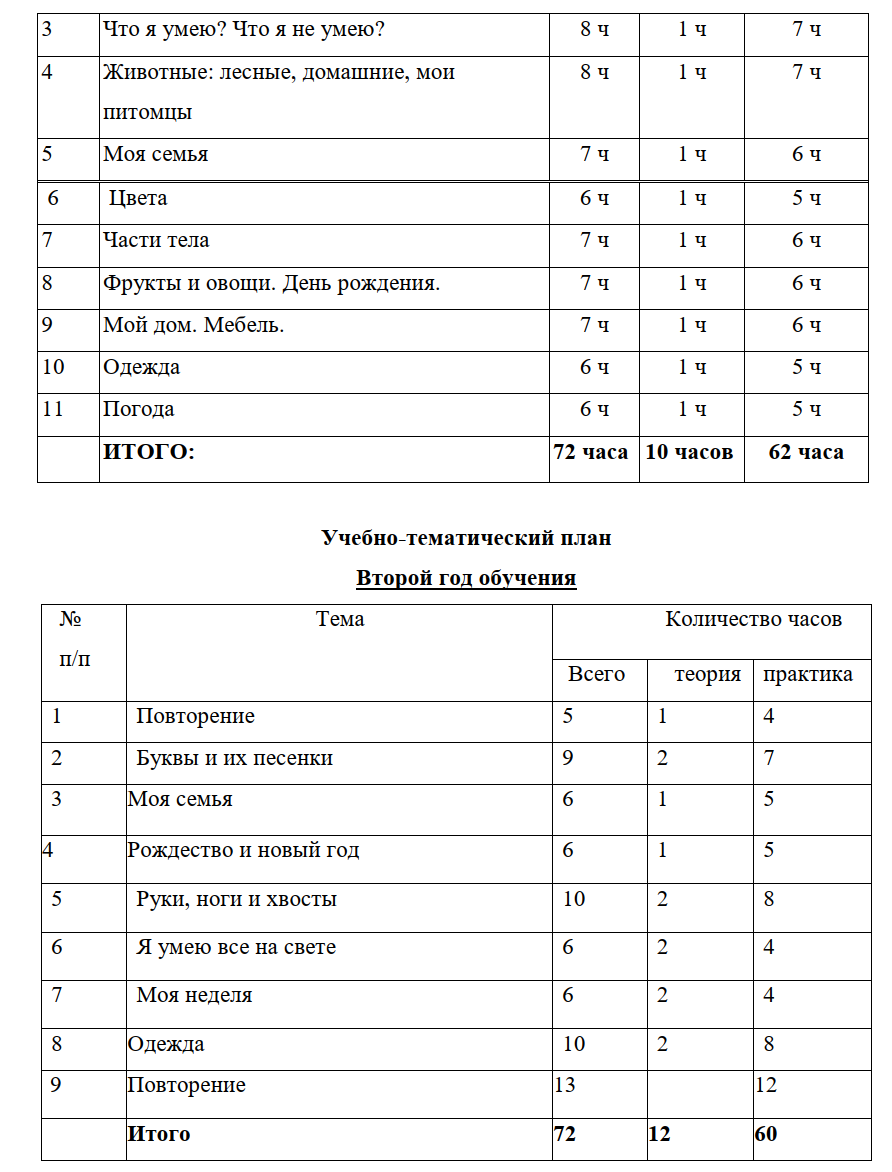 3 Что я умею? Что я не умею? 8 ч 1 ч 7 ч
4 Животные: лесные, домашние, мои 8 ч 1 ч 7 ч
питомцы
5 Моя семья 7 ч 1 ч 6 ч
6 Цвета 6 ч 1 ч 5 ч
7 Части тела 7 ч 1 ч 6 ч
8 Фрукты и овощи. День рождения. 7 ч 1 ч 6 ч
9 Мой дом. Мебель. 7 ч 1 ч 6 ч
10 Одежда 6 ч 1 ч 5 ч
11 Погода 6 ч 1 ч 5 ч
ИТОГО: 72 часа 10 часов 62 часа
Учебно-тематический план
Второй год обучения
№ Тема Количество часов
п/п
Всего теория практика
1 Повторение 5 1 4
2 Буквы и их песенки 9 2 7
3 Моя семья 6 1 5
4 Рождество и новый год 6 1 5
5 Руки, ноги и хвосты 10 2 8
6 Я умею все на свете 6 2 4
7 Моя неделя 6 2 4
8 Одежда 10 2 8
9 Повторение 13 12
Итого 72 12 60